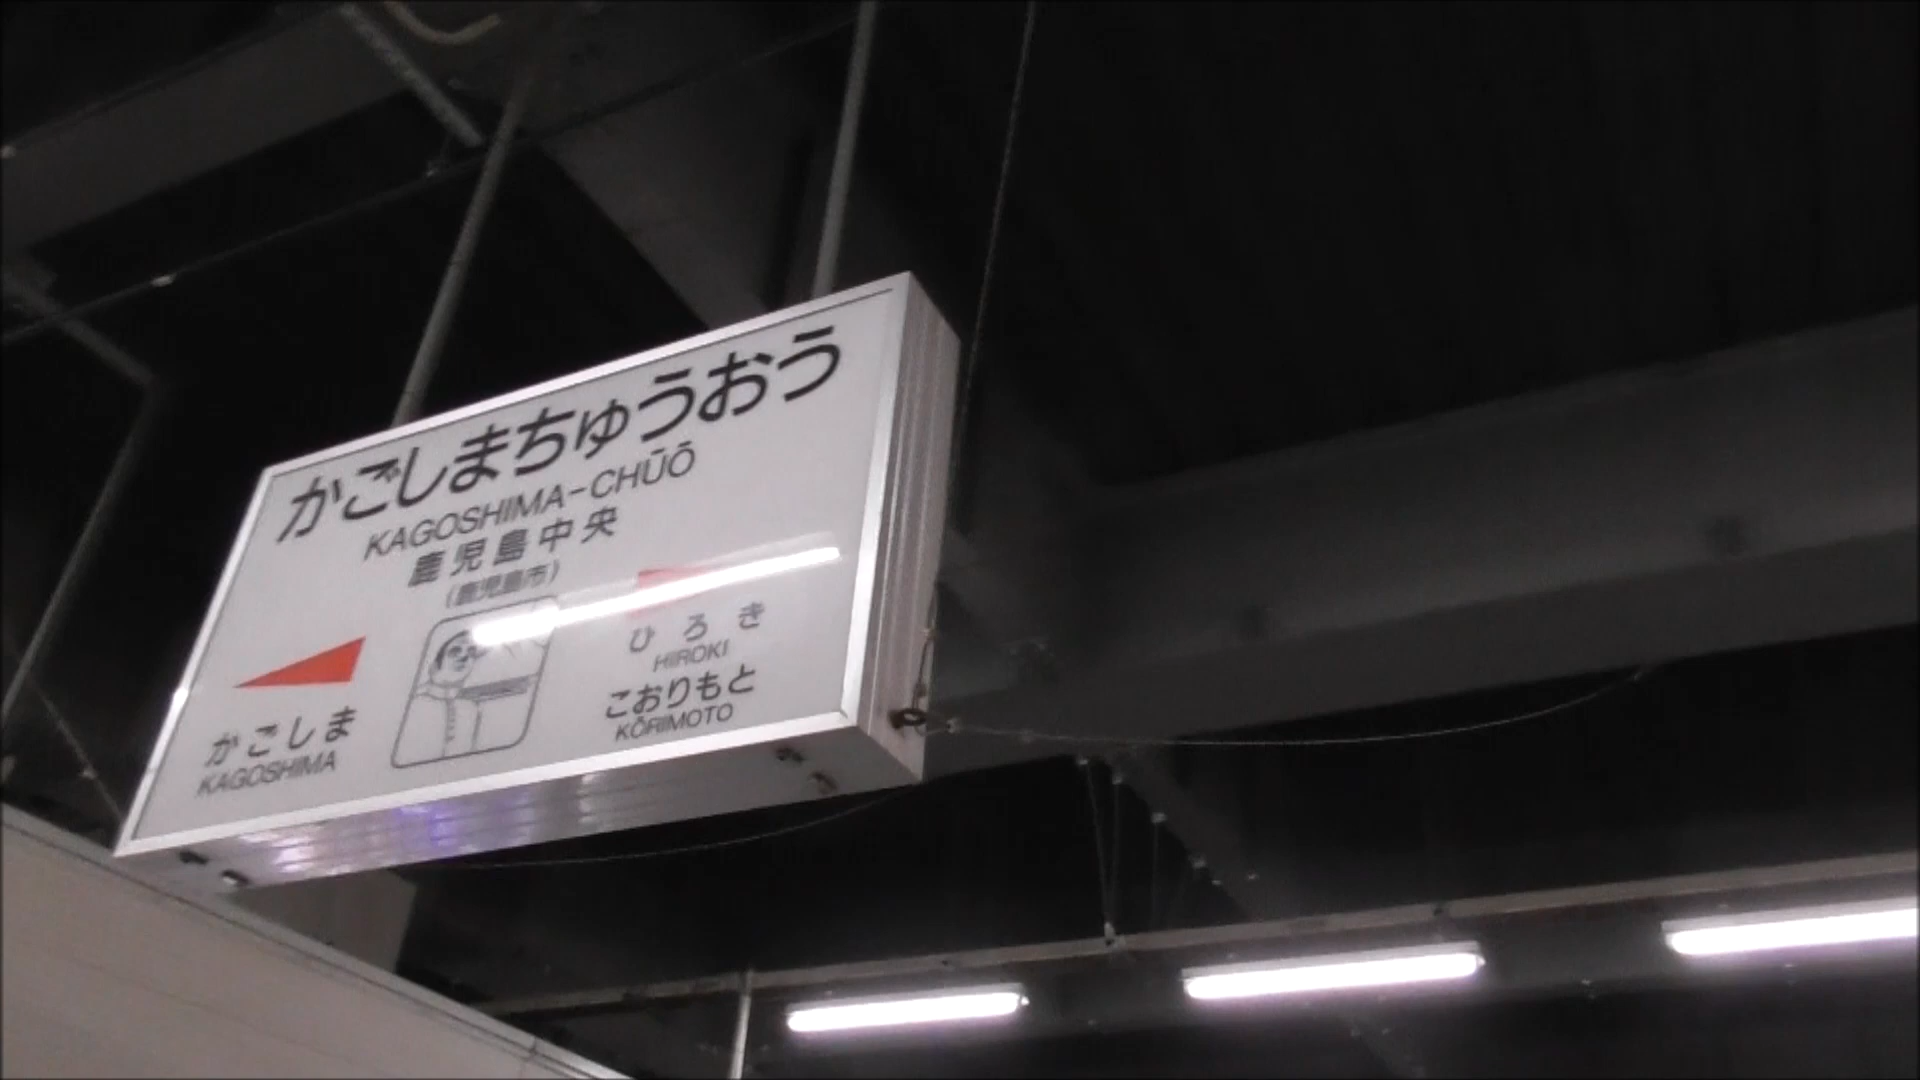 かごしまちゅうおう
KAGOSHIMA-CHŪŌ
鹿児島中央
(鹿児島市)
かごしま
KAGOSHIMA
ひろき
HIROKI
こおりもと
KŌRIMOTO